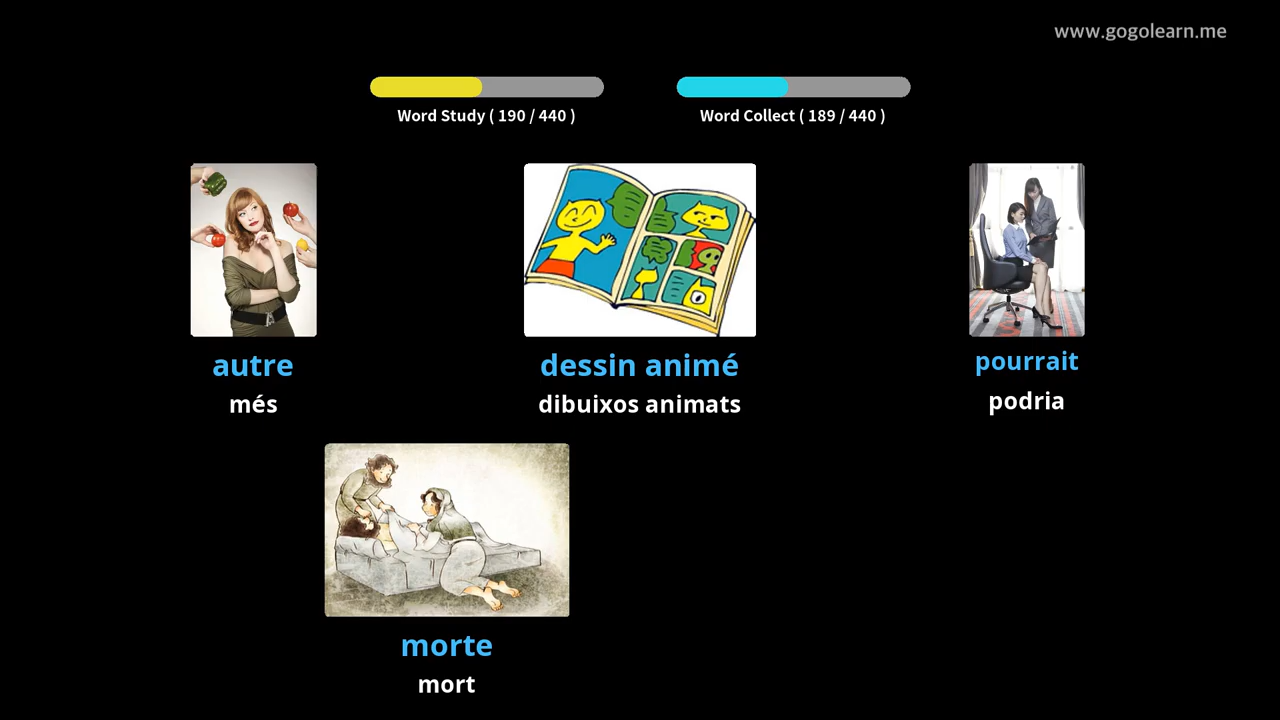 www.gogolearn.me
Word Study ( 190 / 440 )
Word Collect ( 189 / 440 )
autre
més
dessin animé
dibuixos animats
pourrait
podria
morte
mort